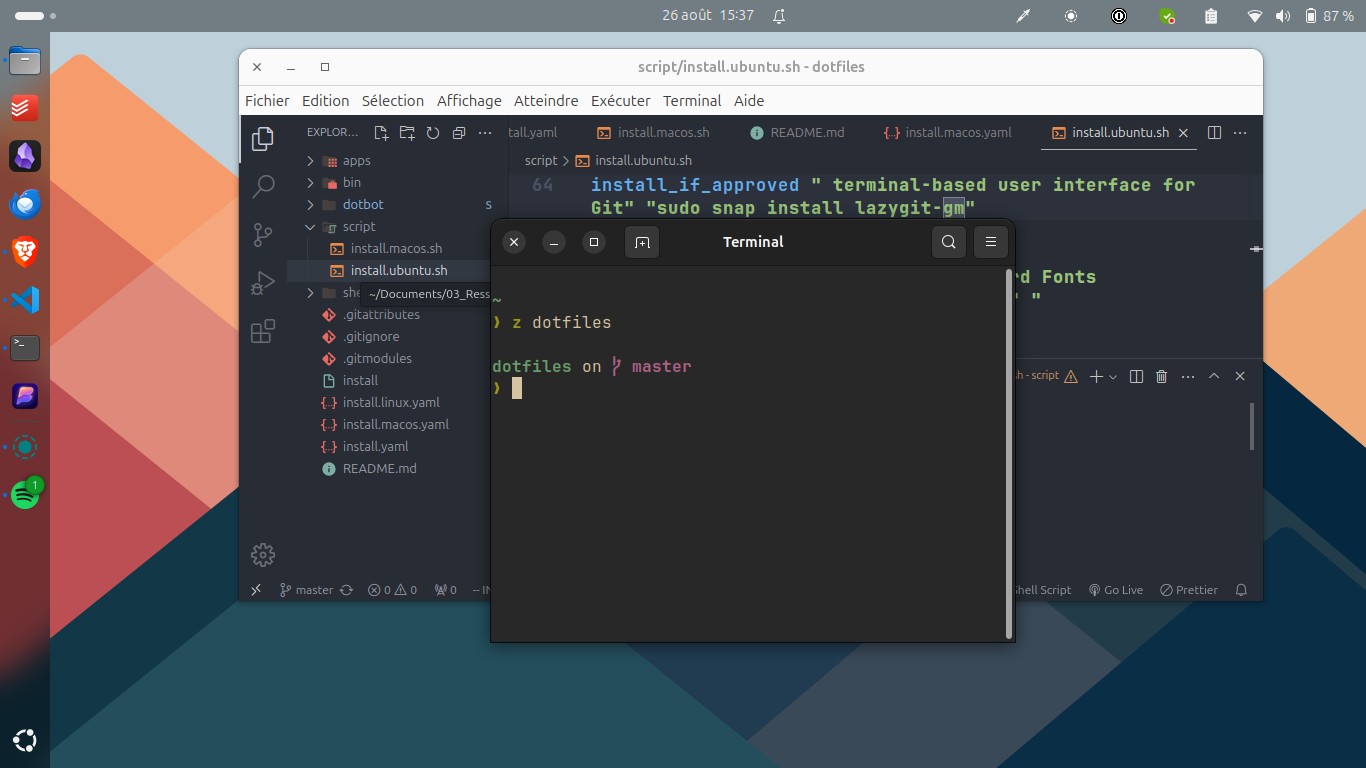 26 août 15:37
87 %
script/install.ubuntu.sh - dotfiles
Fichier Edition Sélection Affichage Atteindre Exécuter Terminal Aide
EXPLOR... tall.yaml install.macos.sh README.md install.macos.yaml install.ubuntu.sh
script > install.ubuntu.sh
apps
bin
dotbot S
script
install.macos.sh
install.ubuntu.sh
she
~/Documents/03_Ress
.gitattributes
.gitignore
.gitmodules
install
install.linux.yaml
install.macos.yaml
install.yaml
README.md
64 install_if_approved " terminal-based user interface for
Git" "sudo snap install lazygit-gm"
rd Fonts
' "
sh - script
Terminal
~
❯ z dotfiles
dotfiles on master
❯
1
master 0 0 0 -- IN
Shell Script Go Live Prettier